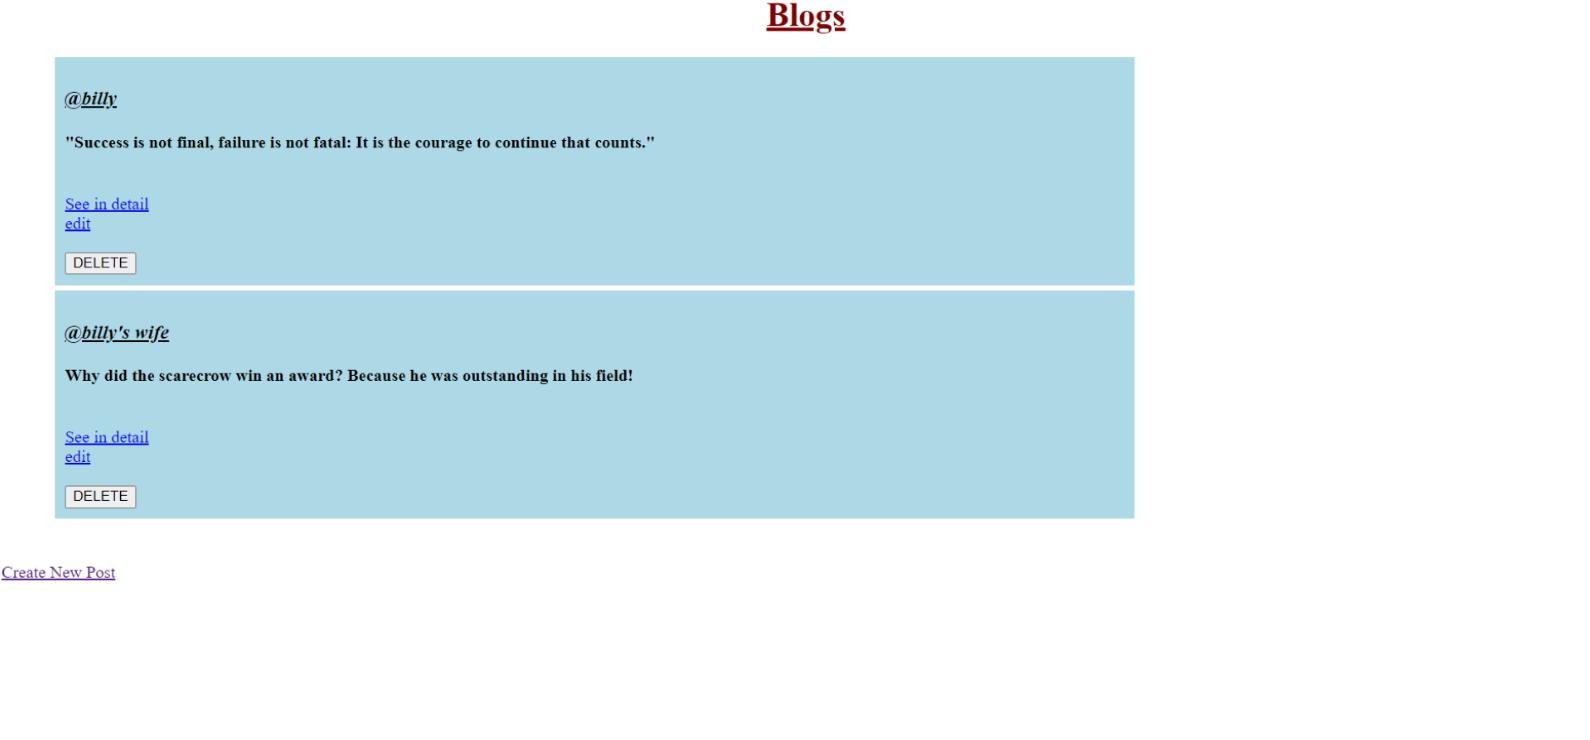 Blogs
@billy
"Success is not final, failure is not fatal: It is the courage to continue that counts."
See in detail
edit
DELETE
@billy's wife
Why did the scarecrow win an award? Because he was outstanding in his field!
See in detail
edit
DELETE
Create New Post